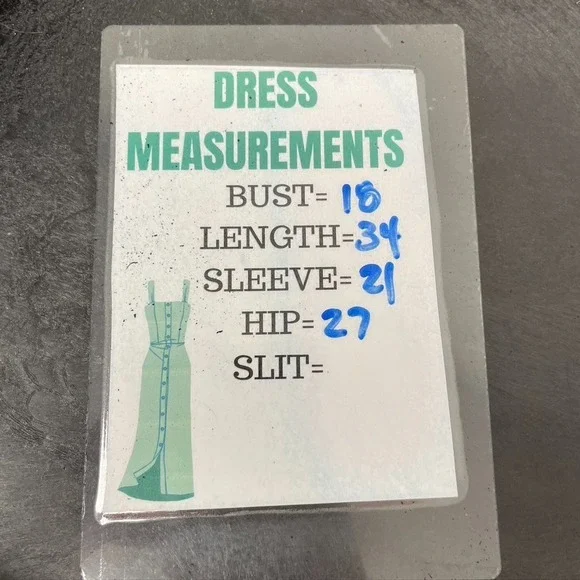 DRESS
MEASUREMENTS
BUST= 18
LENGTH=34
SLEEVE= 21
HIP= 27
SLIT=